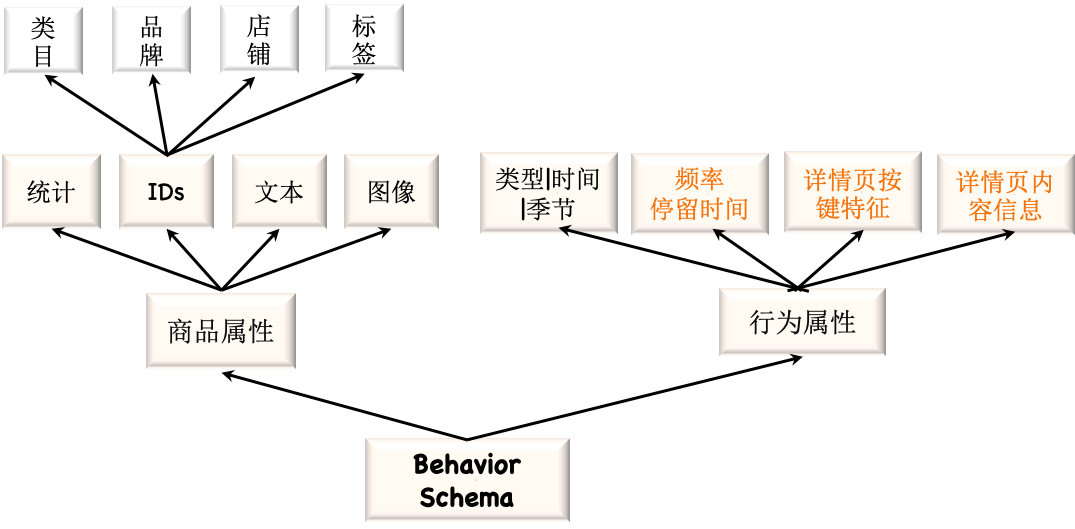 类
目
品
牌
店
铺
标
签
统计
IDs
文本
图像
类型|时间
|季节
频率
停留时间
详情页按
键特征
详情页内
容信息
商品属性
行为属性
Behavior
Schema